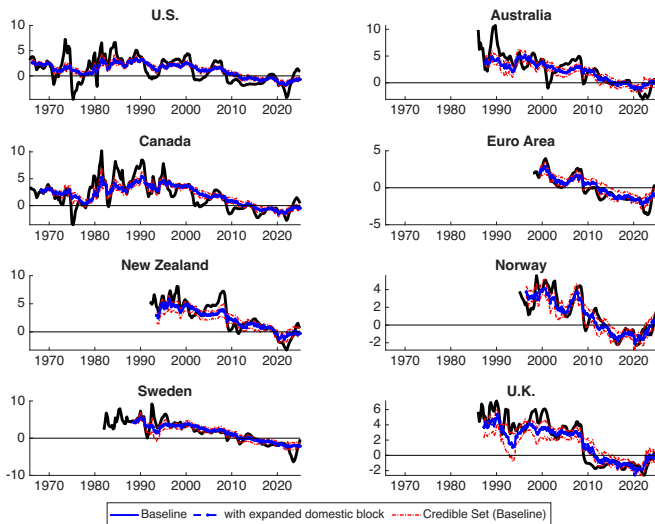 U.S.
10
5
0
1970 1980 1990 2000 2010 2020
Australia
10
5
0
1970 1980 1990 2000 2010 2020
Canada
10
5
0
1970 1980 1990 2000 2010 2020
Euro Area
5
0
-5
1970 1980 1990 2000 2010 2020
New Zealand
10
5
0
1970 1980 1990 2000 2010 2020
Norway
4
2
0
-2
1970 1980 1990 2000 2010 2020
Sweden
10
0
-10
1970 1980 1990 2000 2010 2020
U.K.
6
4
2
0
-2
1970 1980 1990 2000 2010 2020
Baseline with expanded domestic block Credible Set (Baseline)